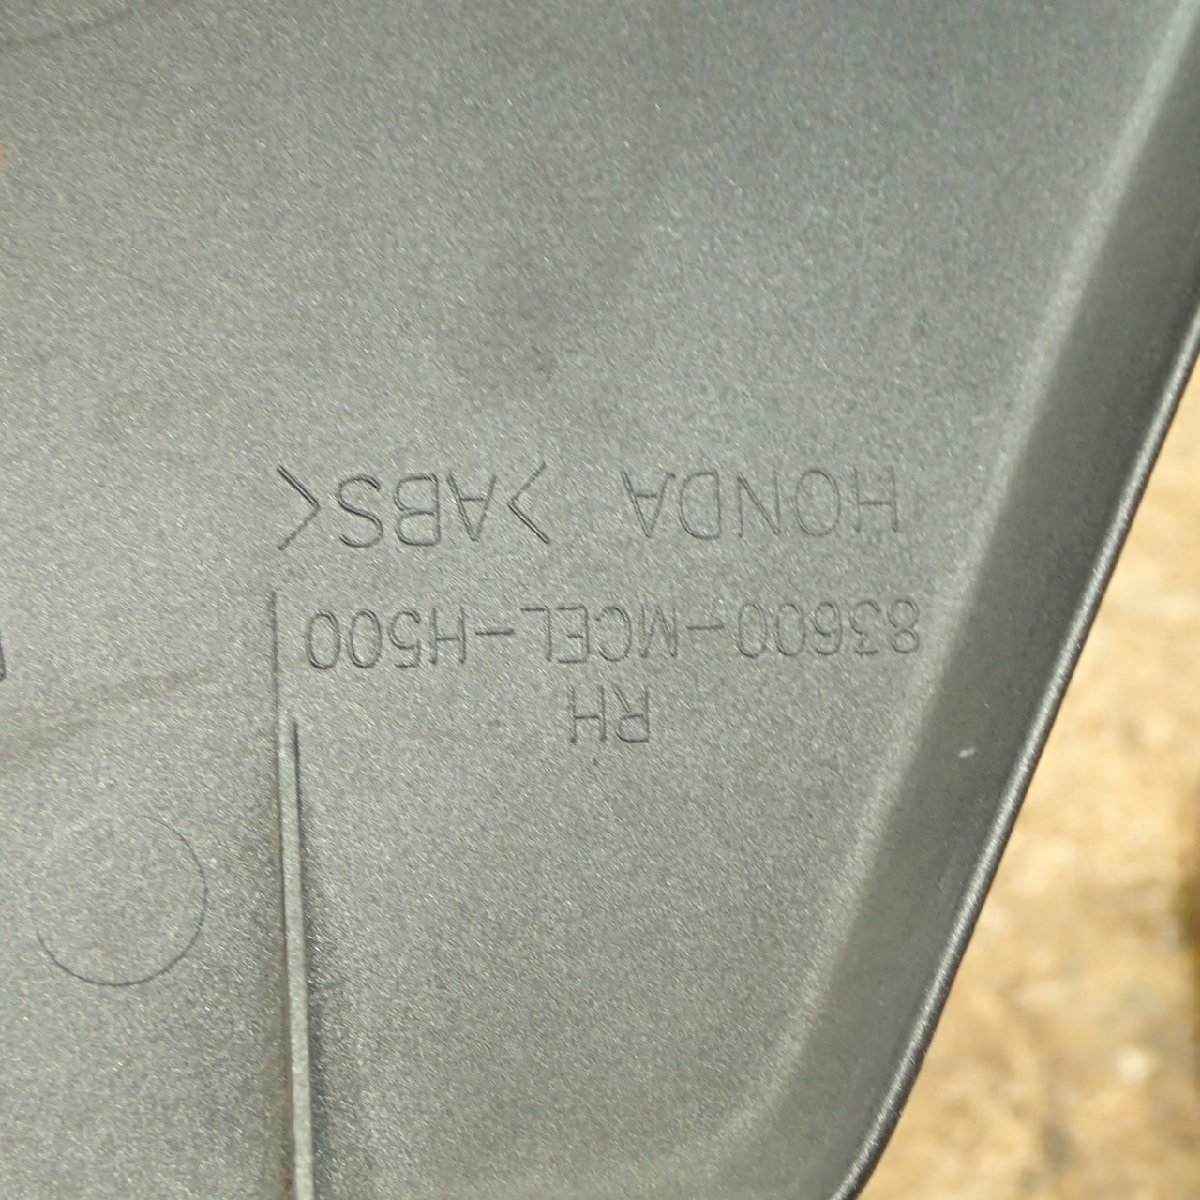 RH
83600-MCEL-H500
HONDA >ABS<